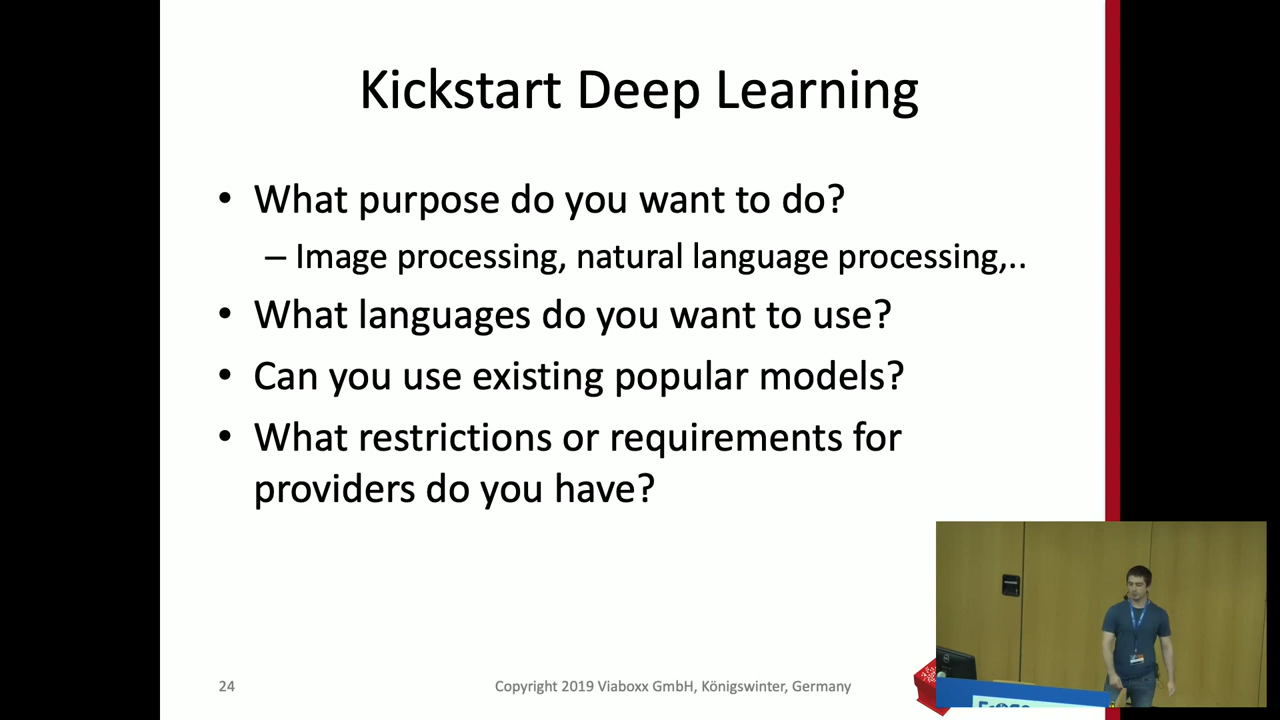 Kickstart Deep Learning
• What purpose do you want to do?
– Image processing, natural language processing,..
• What languages do you want to use?
• Can you use existing popular models?
• What restrictions or requirements for
providers do you have?
24
Copyright 2019 Viaboxx GmbH, Königswinter, Germany